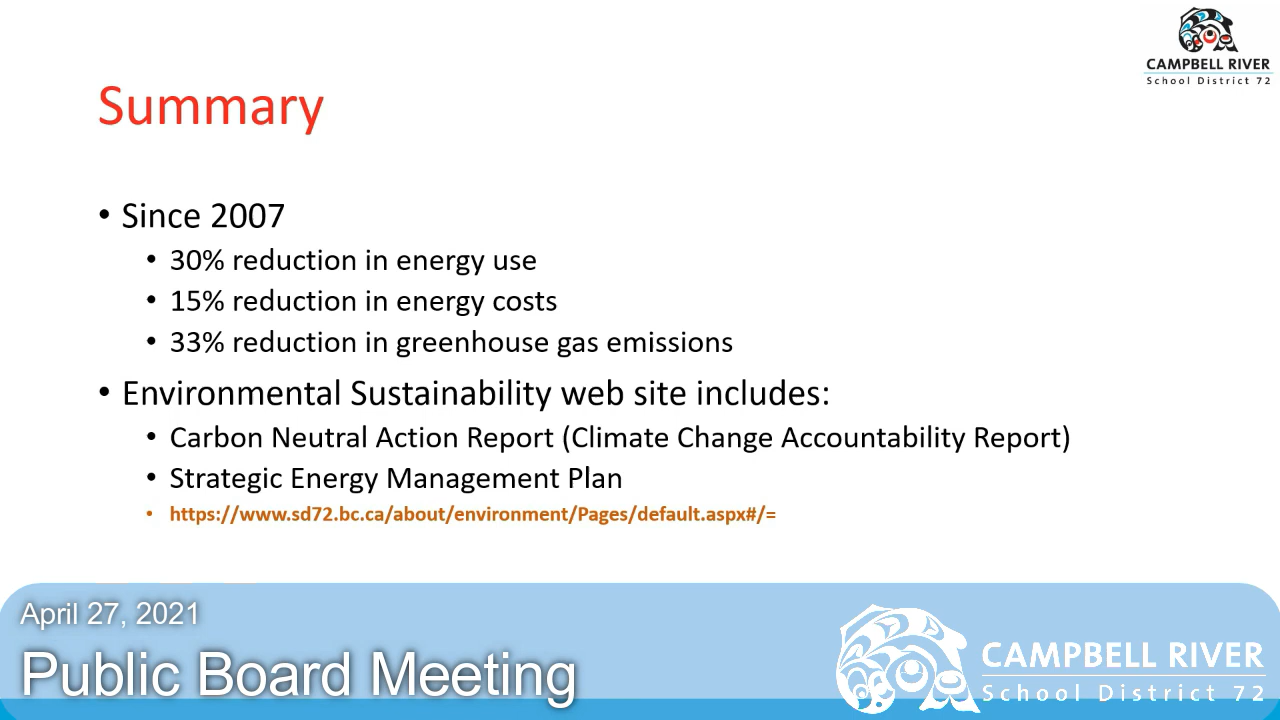 CAMPBELL RIVER
School District 72
Summary
• Since 2007
• 30% reduction in energy use
• 15% reduction in energy costs
• 33% reduction in greenhouse gas emissions
• Environmental Sustainability web site includes:
• Carbon Neutral Action Report (Climate Change Accountability Report)
• Strategic Energy Management Plan
• https://www.sd72.bc.ca/about/environment/Pages/default.aspx#/=
April 27, 2021
Public Board Meeting
CAMPBELL RIVER
School District 72